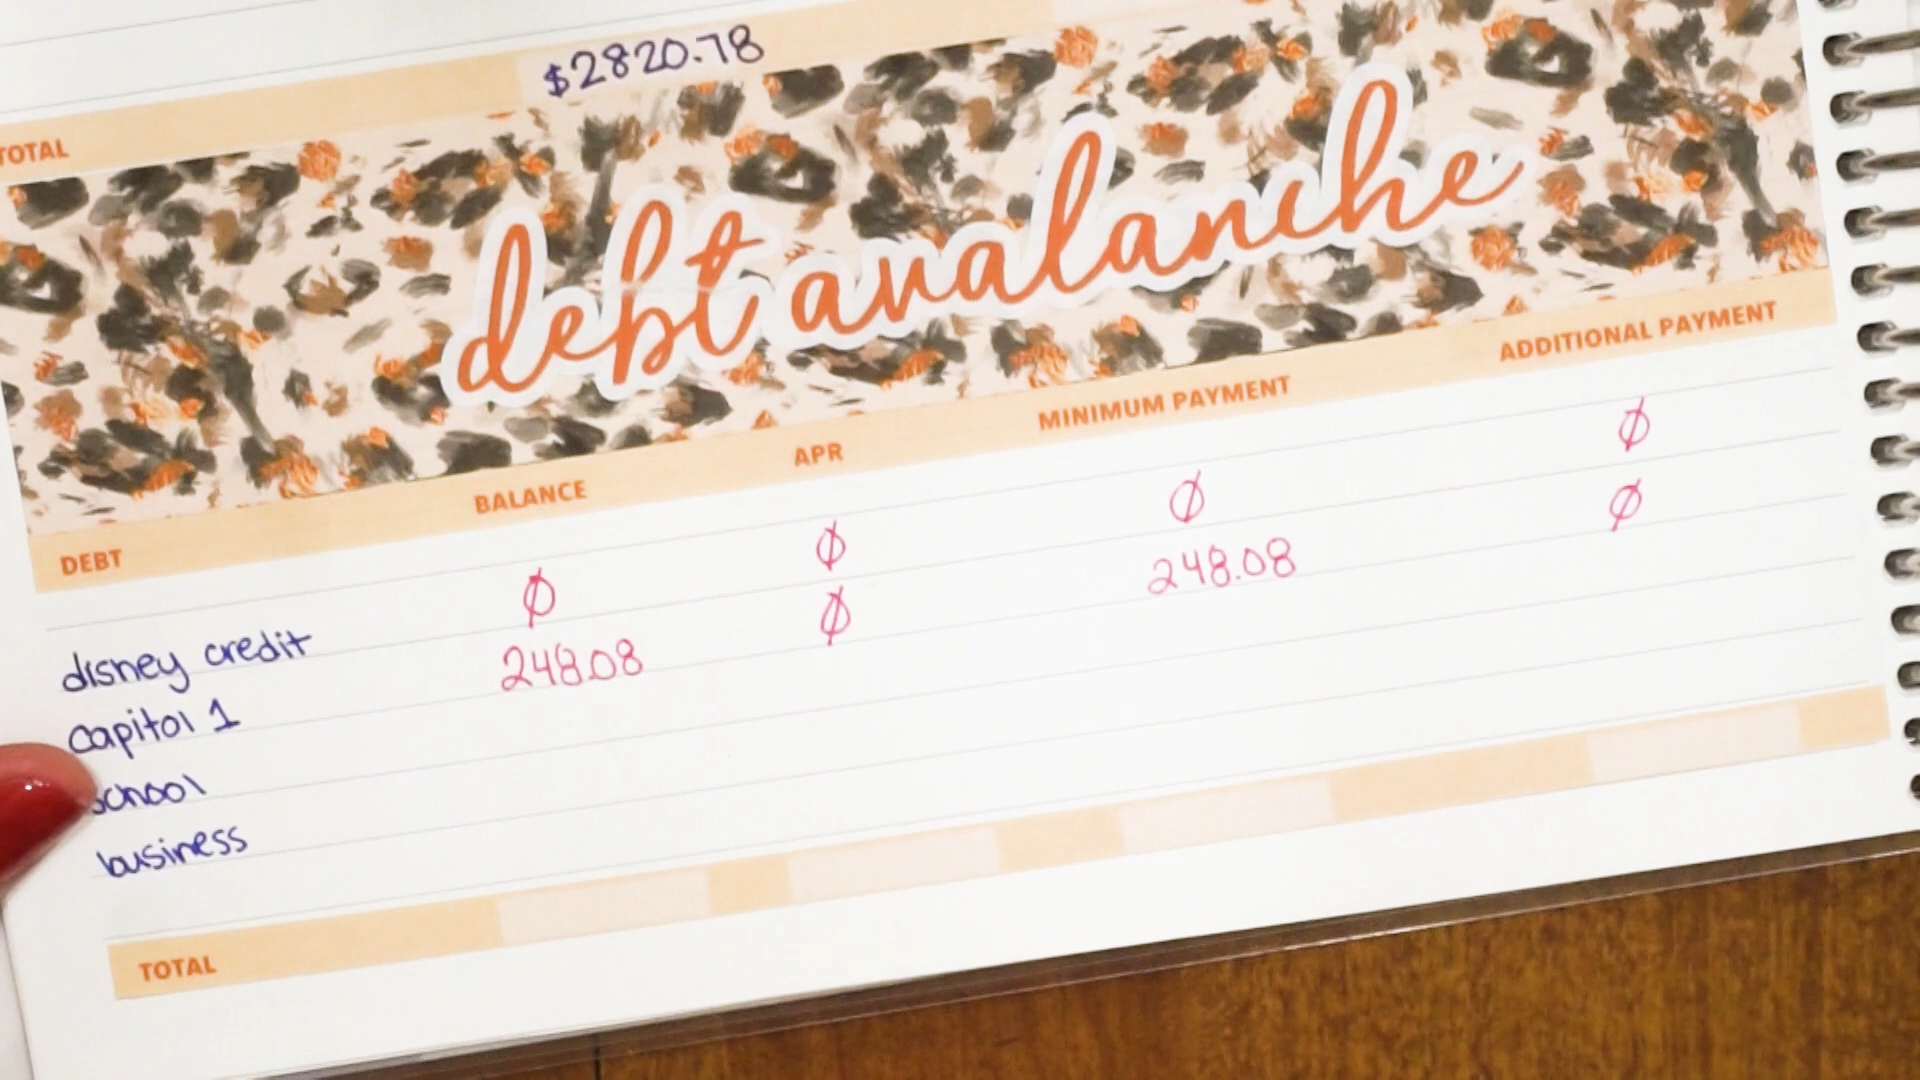 TOTAL $2820.78
debt avalanche
DEBT BALANCE APR MINIMUM PAYMENT ADDITIONAL PAYMENT
disney credit Ø Ø Ø Ø
Capitol 1 248.08 Ø 248.08 Ø
school
business
TOTAL